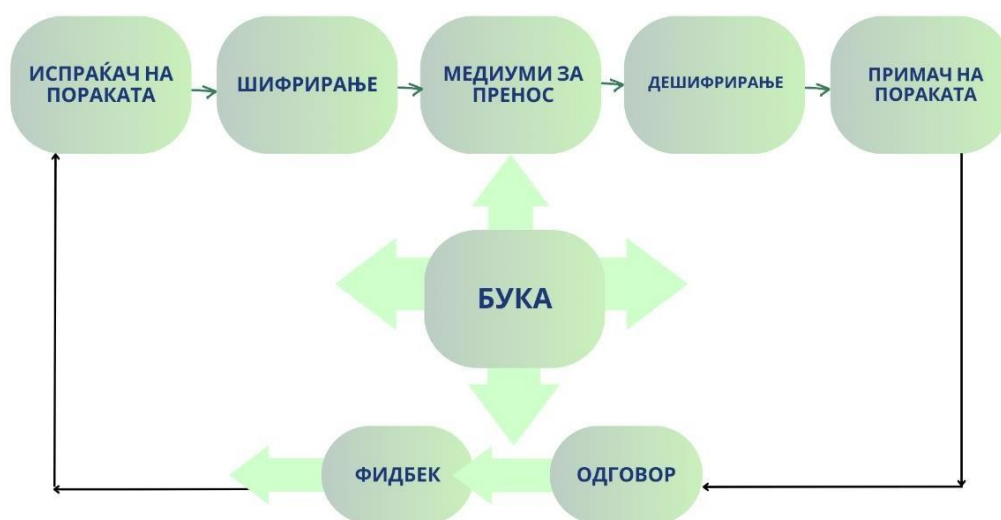 ИСПРАЌАЧ НА
ПОРАКАТА
ШИФРИРАЊЕ
МЕДИУМИ ЗА
ПРЕНОС
ДЕШИФРИРАЊЕ
ПРИМАЧ НА
ПОРАКАТА
БУКА
ФИДБЕК
ОДГОВОР